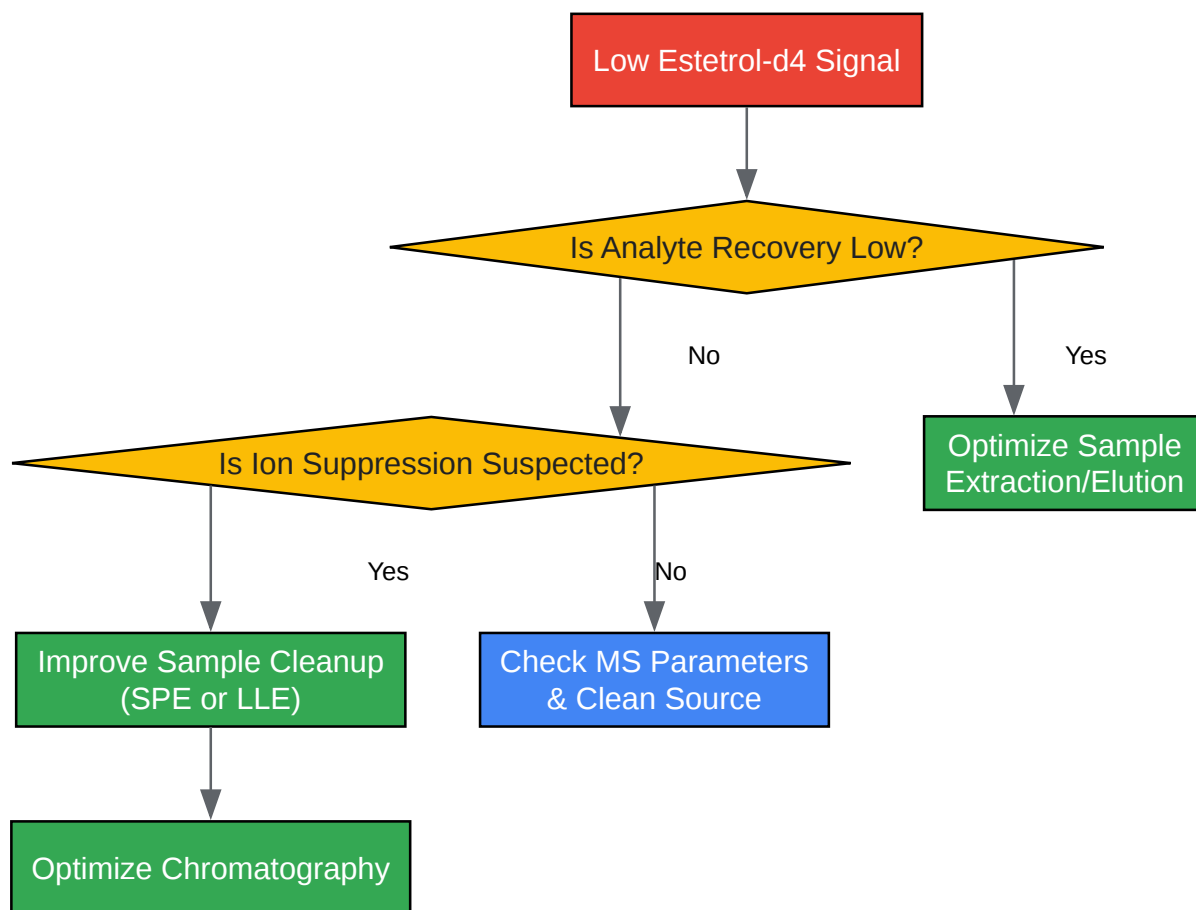 Low Estetrol-d4 Signal
Is Analyte Recovery Low?
No
Yes
Is Ion Suppression Suspected?
Optimize Sample
Extraction/Elution
Yes
No
Improve Sample Cleanup
(SPE or LLE)
Check MS Parameters
& Clean Source
Optimize Chromatography